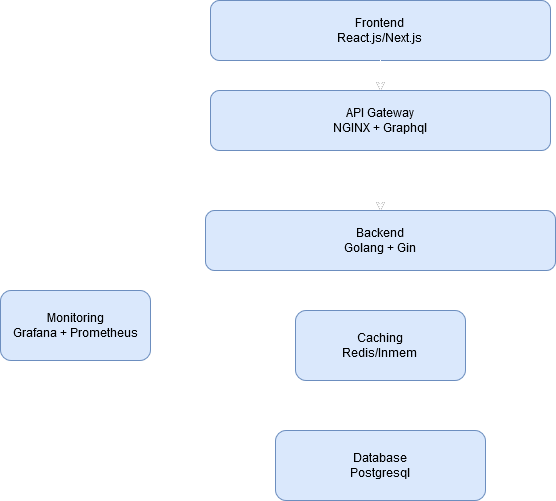 Frontend
React.js/Next.js
API Gateway
NGINX + Graphql
Backend
Golang + Gin
Monitoring
Grafana + Prometheus
Caching
Redis/Inmem
Database
Postgresql